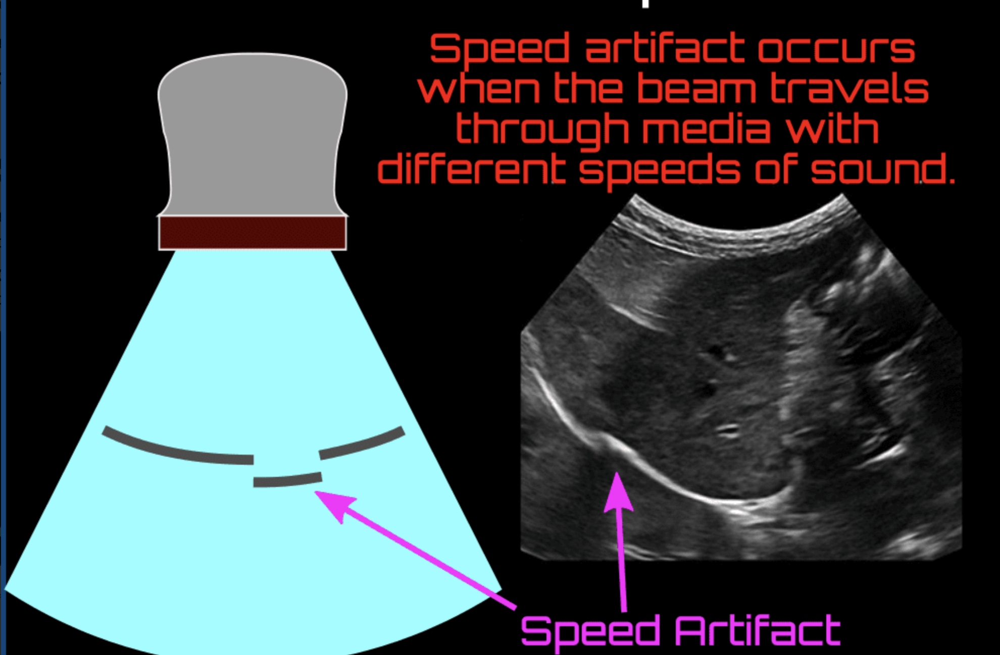 Speed artifact occurs
when the beam travels
through media with
different speeds of sound.
Speed Artifact